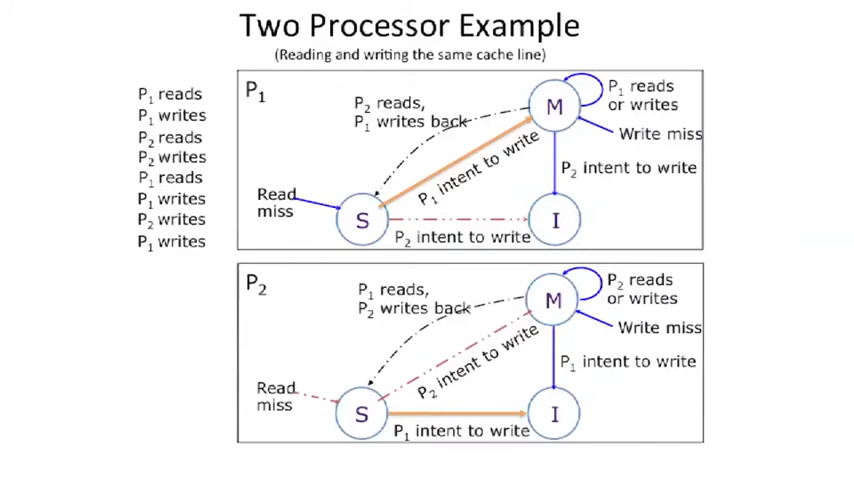 Two Processor Example
(Reading and writing the same cache line)
P1 reads
P1 writes
P2 reads
P2 writes
P1 reads
P1 writes
P2 writes
P1 writes
P1
P2 reads,
P1 writes back
M
P1 reads
or writes
Write miss
P1 intent to write
P2 intent to write
Read
miss
S
I
P2 intent to write
P2
P1 reads,
P2 writes back
M
P2 reads
or writes
Write miss
P2 intent to write
P1 intent to write
Read
miss
S
I
P1 intent to write